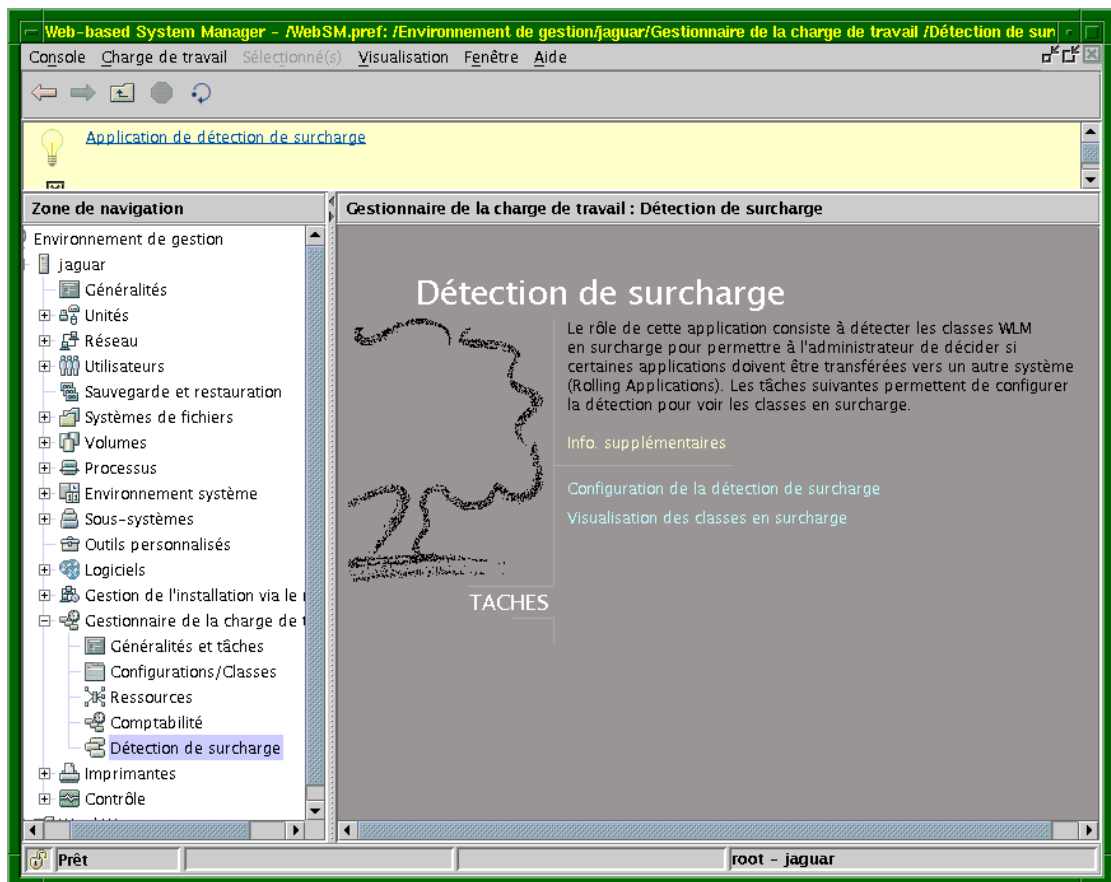 Web-based System Manager - /WebSM.pref: /Environnement de gestion/jaguar/Gestionnaire de la charge de travail /Détection de sur
Console Charge de travail Sélectionné(s) Visualisation Fenêtre Aide
Application de détection de surcharge
Zone de navigation
Gestionnaire de la charge de travail : Détection de surcharge
Environnement de gestion
jaguar
Généralités
Unités
Réseau
Utilisateurs
Sauvegarde et restauration
Systèmes de fichiers
Volumes
Processus
Environnement système
Sous-systèmes
Outils personnalisés
Logiciels
Gestion de l'installation via le
Gestionnaire de la charge de
Généralités et tâches
Configurations/Classes
Ressources
Comptabilité
Détection de surcharge
Imprimantes
Contrôle
Détection de surcharge
Le rôle de cette application consiste à détecter les classes WLM
en surcharge pour permettre à l'administrateur de décider si
certaines applications doivent être transférées vers un autre système
(Rolling Applications). Les tâches suivantes permettent de configurer
la détection pour voir les classes en surcharge.
Info. supplémentaires
Configuration de la détection de surcharge
Visualisation des classes en surcharge
TACHES
Prêt
root - jaguar